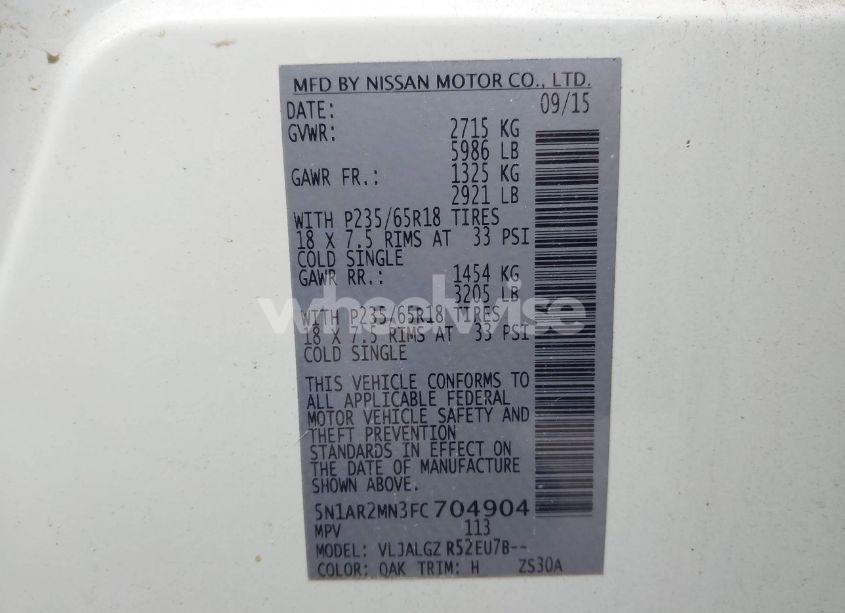 MFD BY NISSAN MOTOR CO., LTD.
DATE: 09/15
GVWR: 2715 KG
5986 LB
GAWR FR.: 1325 KG
2921 LB
WITH P235/65R18 TIRES
18 X 7.5 RIMS AT 33 PSI
COLD SINGLE
GAWR RR.: 1454 KG
3205 LB
wheelwise
WITH P235/65R18 TIRES
18 X 7.5 RIMS AT 33 PSI
COLD SINGLE
THIS VEHICLE CONFORMS TO
ALL APPLICABLE FEDERAL
MOTOR VEHICLE SAFETY AND
THEFT PREVENTION
STANDARDS IN EFFECT ON
THE DATE OF MANUFACTURE
SHOWN ABOVE.
5N1AR2MN3FC704904
MPV 113
MODEL: VLJALGZ R52EU7B--
COLOR: QAK TRIM: H ZS30A